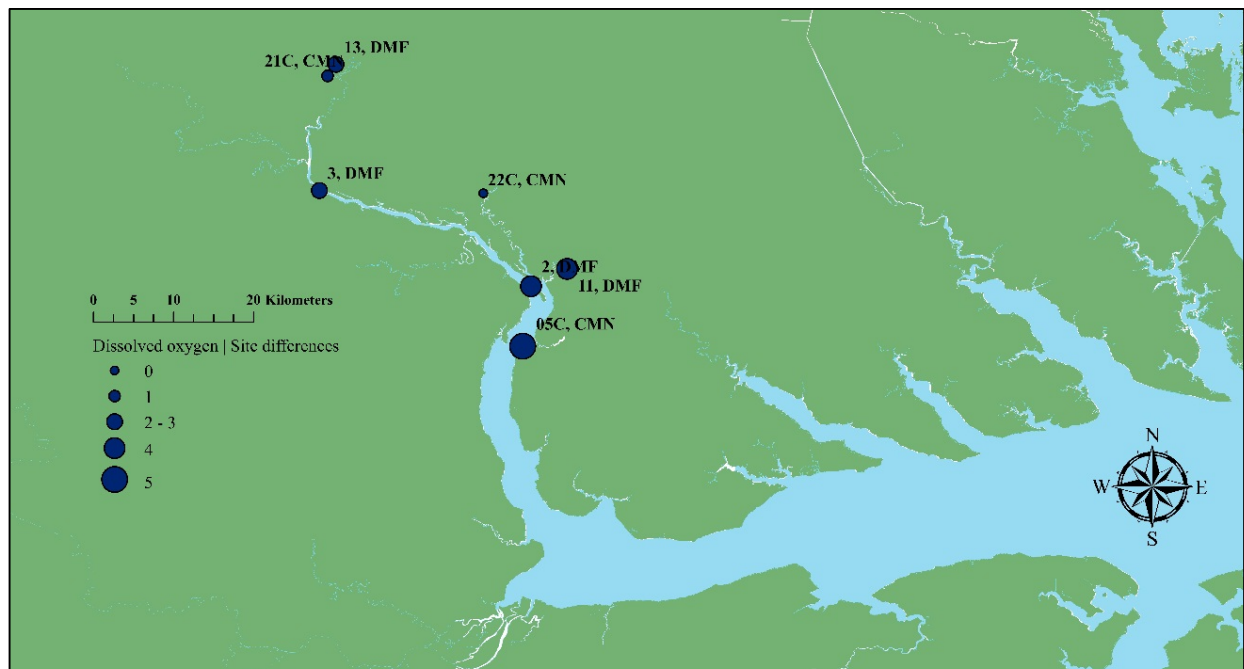 13, DMF
21C, CMN
3, DMF
22C, CMN
2, DMF
11, DMF
05C, CMN
0 5 10 20 Kilometers
Dissolved oxygen | Site differences
0
1
2 - 3
4
5
N
W E
S